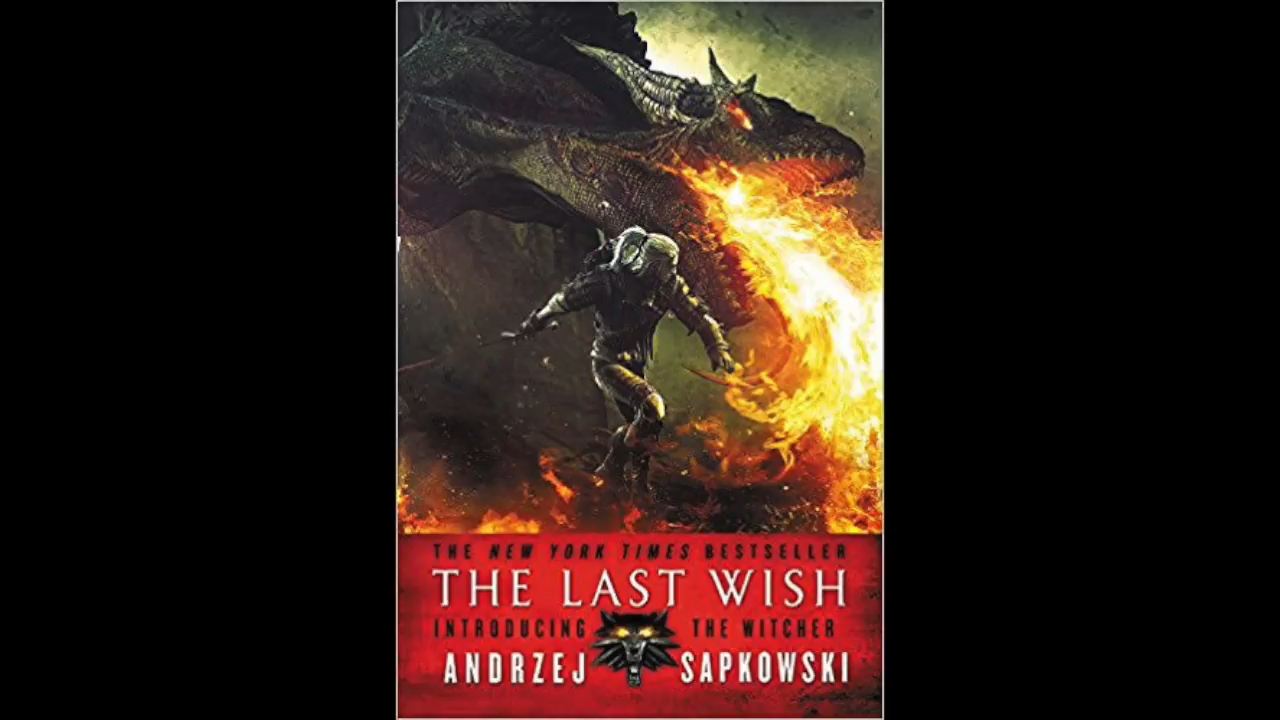 THE NEW YORK TIMES BESTSELLER
THE LAST WISH
INTRODUCING THE WITCHER
ANDRZEJ SAPKOWSKI